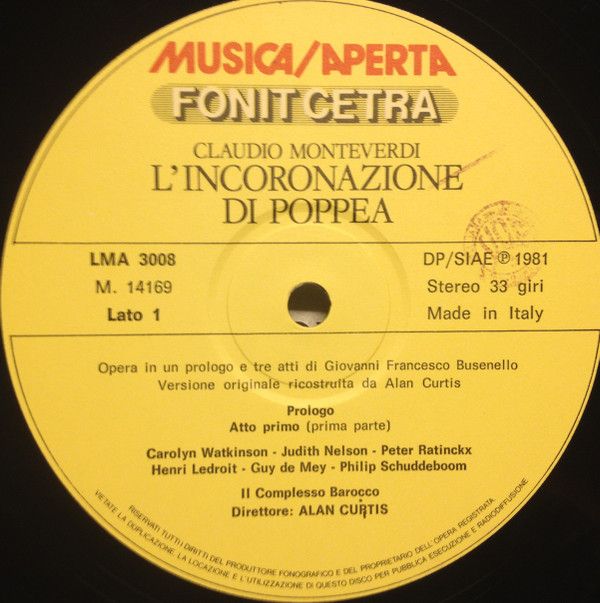 MUSICA/APERTA
FONIT CETRA
CLAUDIO MONTEVERDI
L'INCORONAZIONE
DI POPPEA
LMA 3008
M. 14169
Lato 1
DP/SIAE Ⓟ 1981
Stereo 33 giri
Made in Italy
Opera in un prologo e tre atti di Giovanni Francesco Busenello
Versione originale ricostruita da Alan Curtis
Prologo
Atto primo (prima parte)
Carolyn Watkinson - Judith Nelson - Peter Ratinckx
Henri Ledroit - Guy de Mey - Philip Schuddeboom
Il Complesso Barocco
Direttore: ALAN CURTIS
RISERVATI TUTTI I DIRITTI DEL PRODUTTORE FONOGRAFICO E DEL PROPRIETARIO DELL'OPERA REGISTRATA
VIETATE LA DUPLICAZIONE, LA LOCAZIONE E L'UTILIZZAZIONE DI QUESTO DISCO PER PUBBLICA ESECUZIONE E RADIODIFFUSIONE